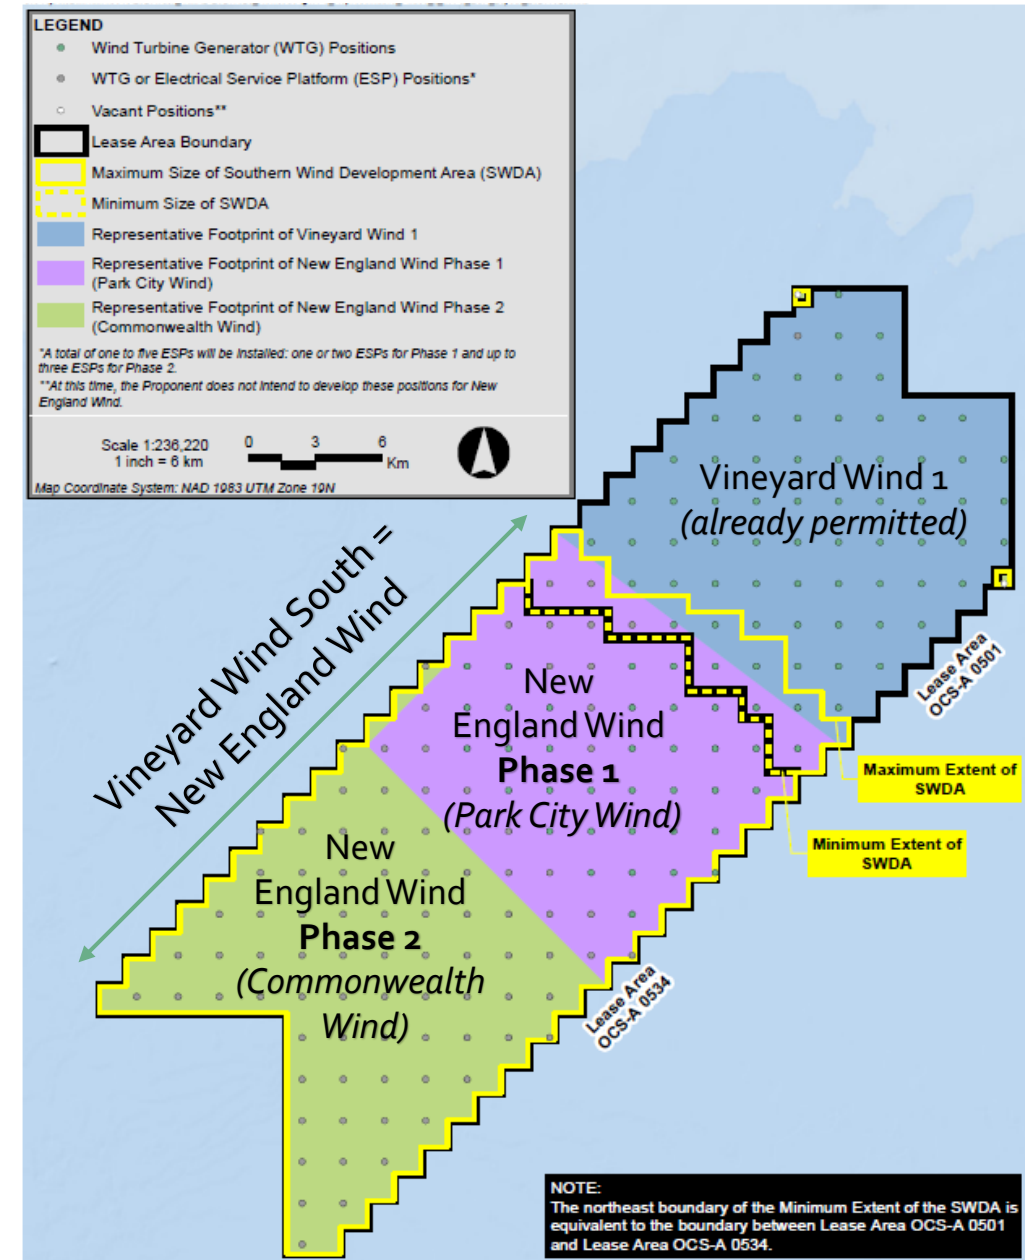 LEGEND
Wind Turbine Generator (WTG) Positions
WTG or Electrical Service Platform (ESP) Positions*
Vacant Positions**
Lease Area Boundary
Maximum Size of Southern Wind Development Area (SWDA)
Minimum Size of SWDA
Representative Footprint of Vineyard Wind 1
Representative Footprint of New England Wind Phase 1
(Park City Wind)
Representative Footprint of New England Wind Phase 2
(Commonwealth Wind)
*A total of one to five ESPs will be installed: one or two ESPs for Phase 1 and up to
three ESPs for Phase 2.
**At this time, the Proponent does not intend to develop these positions for New
England Wind.
Scale 1:236,220
1 inch = 6 km
0 3 6
Km
Map Coordinate System: NAD 1983 UTM Zone 19N
Vineyard Wind 1
(already permitted)
Vineyard Wind South =
New England Wind
Lease Area
OCS-A 0501
New
England Wind
Phase 1
(Park City Wind)
Maximum Extent of
SWDA
Minimum Extent of
SWDA
New
England Wind
Phase 2
(Commonwealth
Wind)
Lease Area
OCS-A 0534
NOTE:
The northeast boundary of the Minimum Extent of the SWDA is
equivalent to the boundary between Lease Area OCS-A 0501
and Lease Area OCS-A 0534.